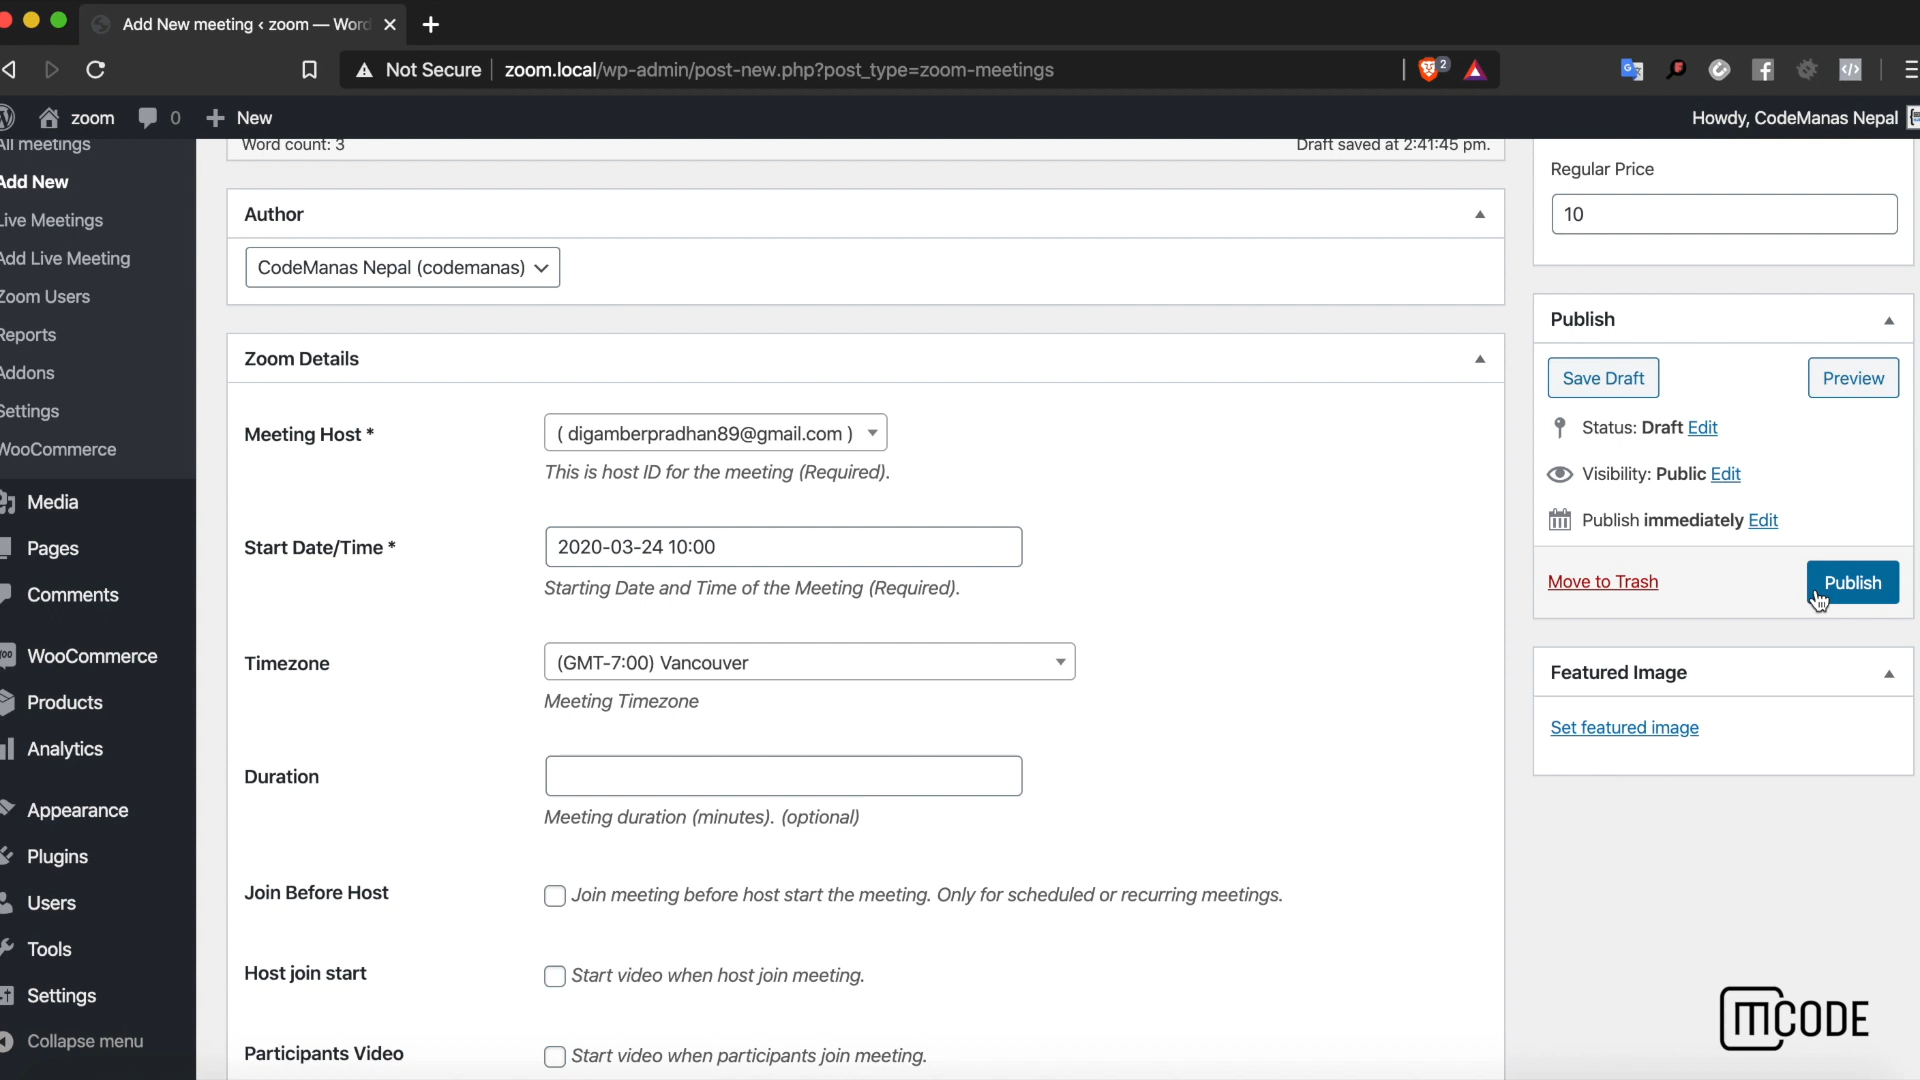 Add New meeting ‹ zoom — Word
Not Secure
zoom.local/wp-admin/post-new.php?post_type=zoom-meetings
2
zoom
0
New
Howdy, CodeManas Nepal
All meetings
Add New
Live Meetings
Add Live Meeting
Zoom Users
Reports
Addons
Settings
WooCommerce
Media
Pages
Comments
WooCommerce
Products
Analytics
Appearance
Plugins
Users
Tools
Settings
Collapse menu
Word count: 3
Draft saved at 2:41:45 pm.
Author
CodeManas Nepal (codemanas)
Zoom Details
Meeting Host *
( digamberpradhan89@gmail.com )
This is host ID for the meeting (Required).
Start Date/Time *
2020-03-24 10:00
Starting Date and Time of the Meeting (Required).
Timezone
(GMT-7:00) Vancouver
Meeting Timezone
Duration
Meeting duration (minutes). (optional)
Join Before Host
Join meeting before host start the meeting. Only for scheduled or recurring meetings.
Host join start
Start video when host join meeting.
Participants Video
Start video when participants join meeting.
Regular Price
10
Publish
Save Draft
Preview
Status: Draft Edit
Visibility: Public Edit
Publish immediately Edit
Move to Trash
Publish
Featured Image
Set featured image
mCODE